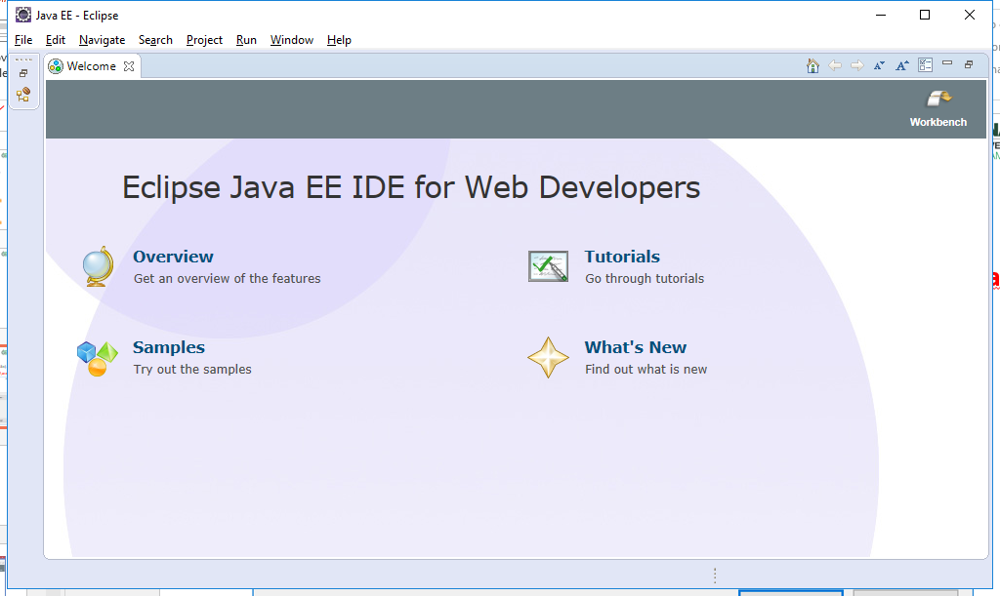 Java EE - Eclipse
File Edit Navigate Search Project Run Window Help
Welcome
Workbench
Eclipse Java EE IDE for Web Developers
Overview
Get an overview of the features
Tutorials
Go through tutorials
Samples
Try out the samples
What's New
Find out what is new